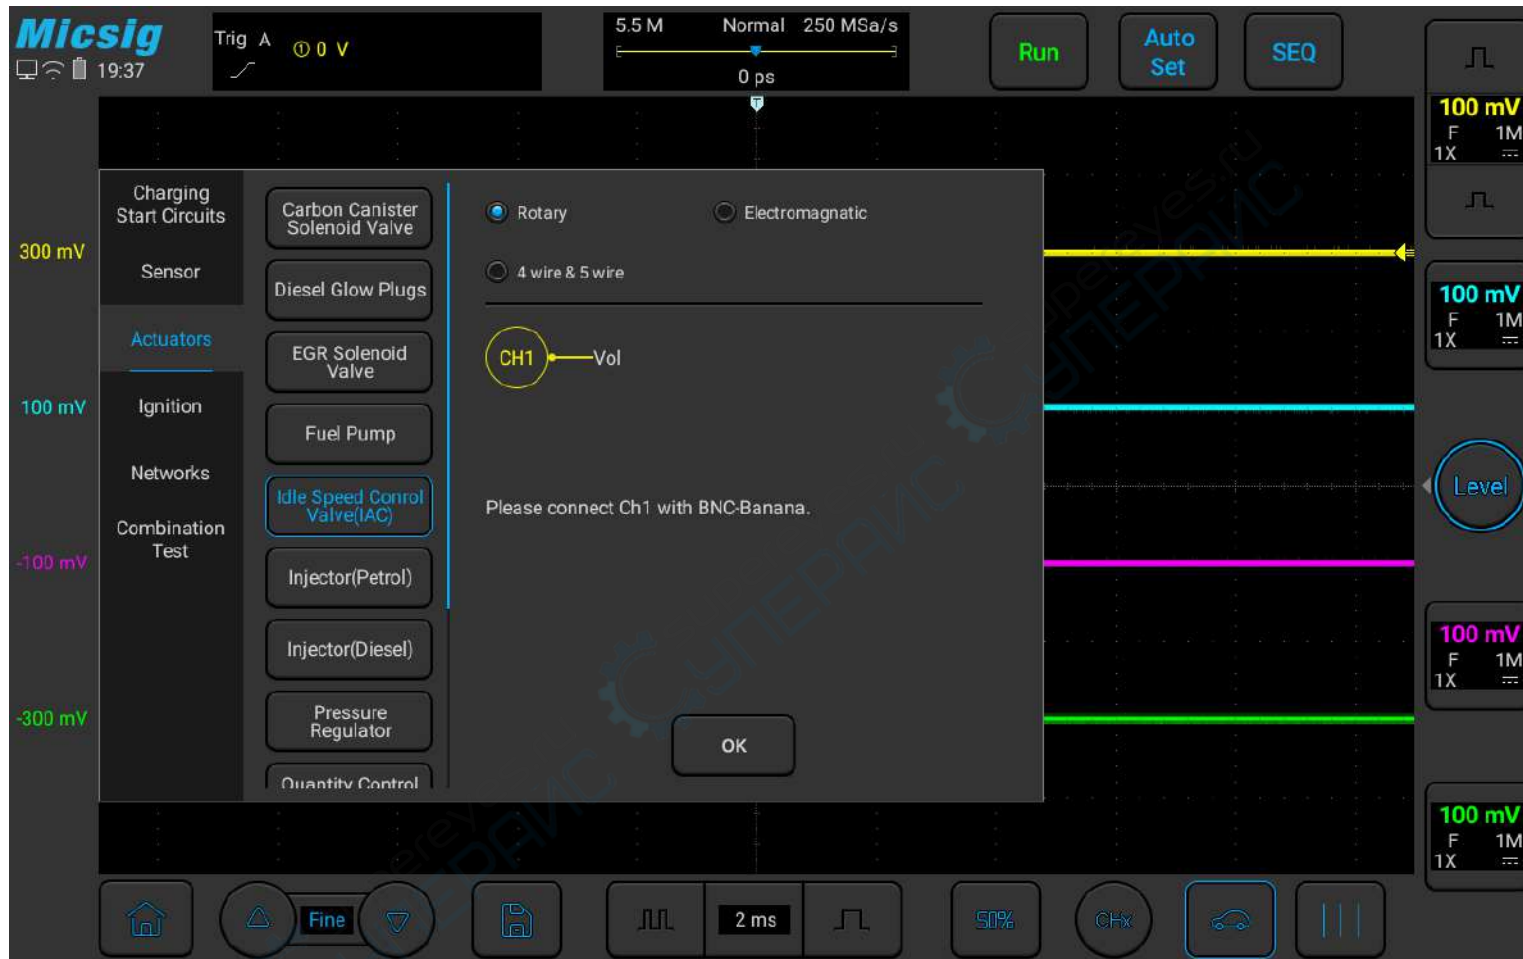 Micsig
19:37
Trig A ① 0 V
5.5 M Normal 250 MSa/s
0 ps
T
Run
Auto
Set
SEQ
100 mV
F 1M
1X
Charging
Start Circuits
Sensor
Actuators
Ignition
Networks
Combination
Test
Carbon Canister
Solenoid Valve
Diesel Glow Plugs
EGR Solenoid
Valve
Fuel Pump
Idle Speed Conrol
Valve(IAC)
Injector(Petrol)
Injector(Diesel)
Pressure
Regulator
Quantity Control
Rotary
Electromagnatic
4 wire & 5 wire
CH1 Vol
Please connect Ch1 with BNC-Banana.
OK
300 mV
100 mV
-100 mV
-300 mV
100 mV
F 1M
1X
Level
100 mV
F 1M
1X
100 mV
F 1M
1X
Fine
2 ms
50%
CHx
supereyes.ru
СУПЕРАЙС